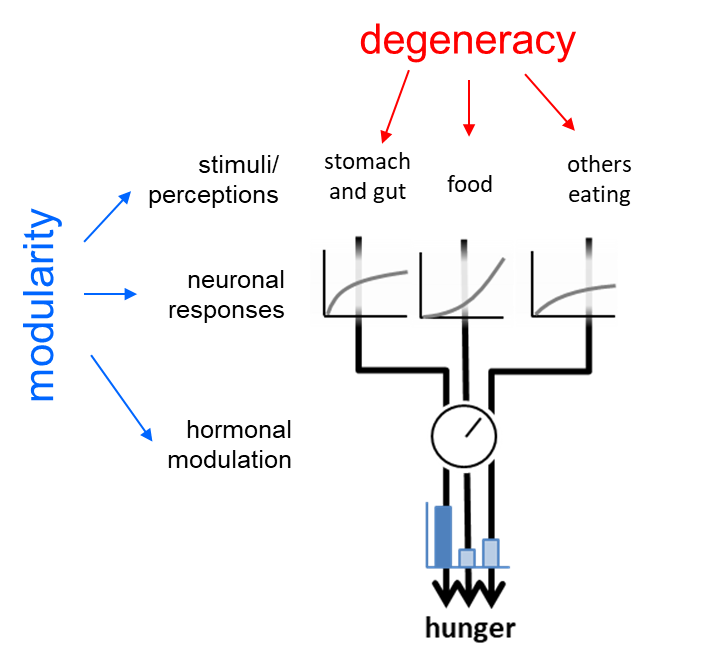 degeneracy
stimuli/
perceptions
stomach
and gut
food
others
eating
modularity
neuronal
responses
hormonal
modulation
hunger